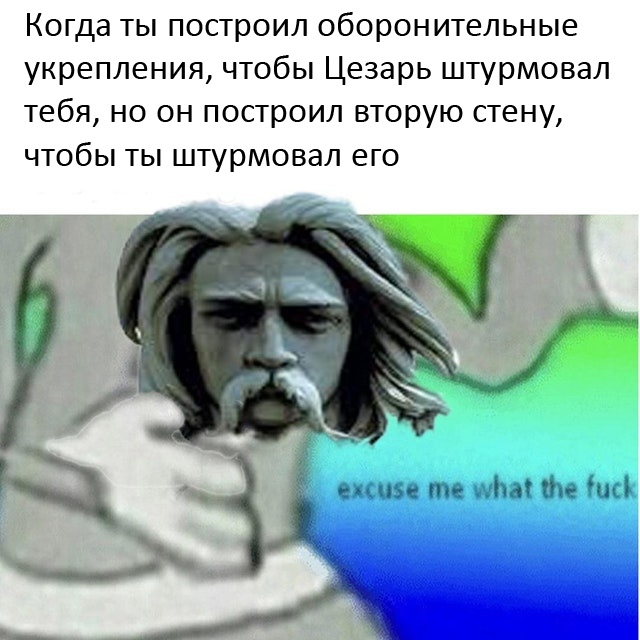 Когда ты построил оборонительные
укрепления, чтобы Цезарь штурмовал
тебя, но он построил вторую стену,
чтобы ты штурмовал его
excuse me what the fuck